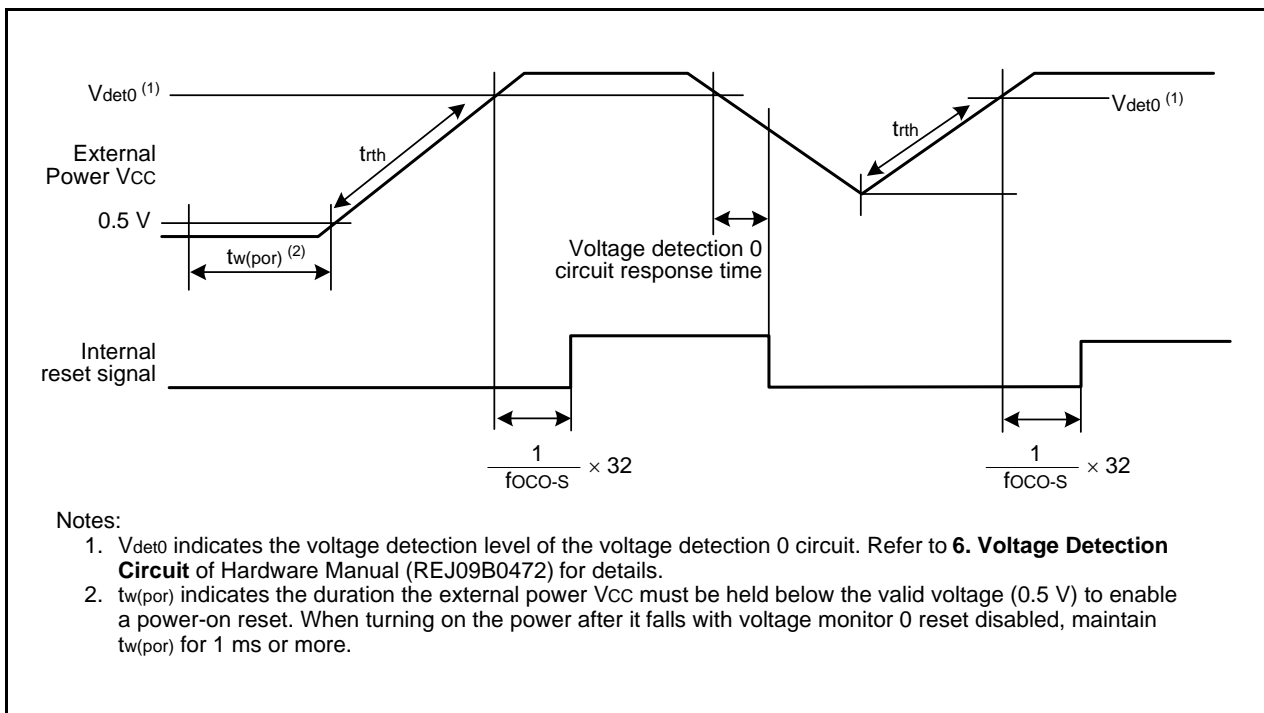 Vdet0 (1)
Vdet0 (1)
trth
trth
External
Power VCC
0.5 V
tw(por) (2)
Voltage detection 0
circuit response time
Internal
reset signal
1
fOCO-S
× 32
1
fOCO-S
× 32
Notes:
1. Vdet0 indicates the voltage detection level of the voltage detection 0 circuit. Refer to 6. Voltage Detection
Circuit of Hardware Manual (REJ09B0472) for details.
2. tw(por) indicates the duration the external power VCC must be held below the valid voltage (0.5 V) to enable
a power-on reset. When turning on the power after it falls with voltage monitor 0 reset disabled, maintain
tw(por) for 1 ms or more.